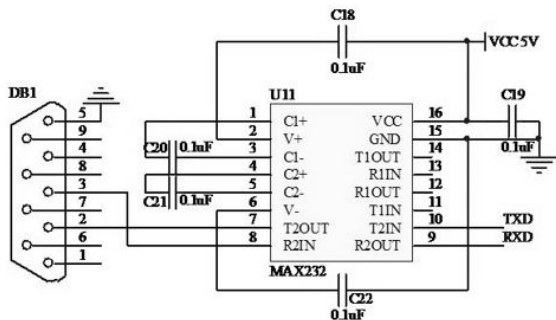 C18
0.1uF
VCC5V
DB1
U11
C19
0.1uF
5
9
4
8
3
7
2
6
1
C20
0.1uF
C21
0.1uF
1 C1+ VCC 16
2 V+ GND 15
3 C1- T1OUT 14
4 C2+ R1IN 13
5 C2- R1OUT 12
6 V- T1IN 11
7 T2OUT T2IN 10 TXD
8 R2IN R2OUT 9 RXD
MAX232
C22
0.1uF